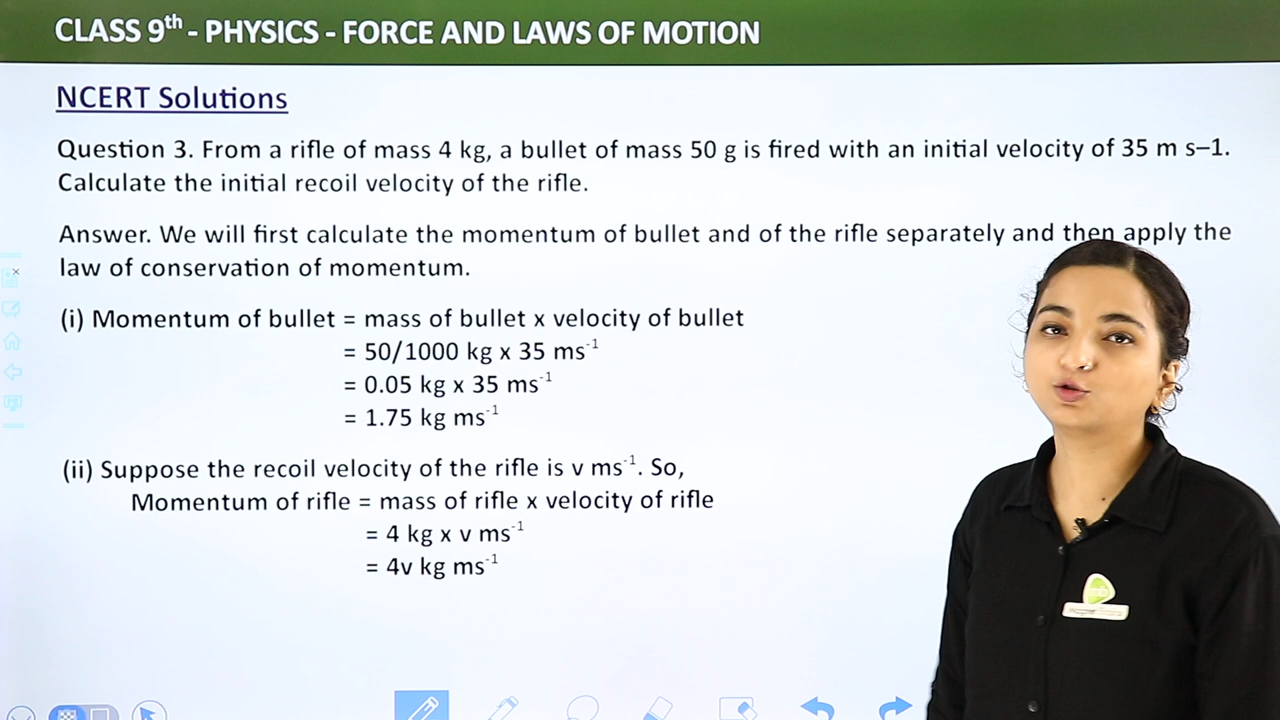 CLASS 9th - PHYSICS - FORCE AND LAWS OF MOTION
NCERT Solutions
Question 3. From a rifle of mass 4 kg, a bullet of mass 50 g is fired with an initial velocity of 35 m s–1.
Calculate the initial recoil velocity of the rifle.
Answer. We will first calculate the momentum of bullet and of the rifle separately and then apply the
law of conservation of momentum.
(i) Momentum of bullet = mass of bullet x velocity of bullet
= 50/1000 kg x 35 ms-1
= 0.05 kg x 35 ms-1
= 1.75 kg ms-1
(ii) Suppose the recoil velocity of the rifle is v ms-1. So,
Momentum of rifle = mass of rifle x velocity of rifle
= 4 kg x v ms-1
= 4v kg ms-1